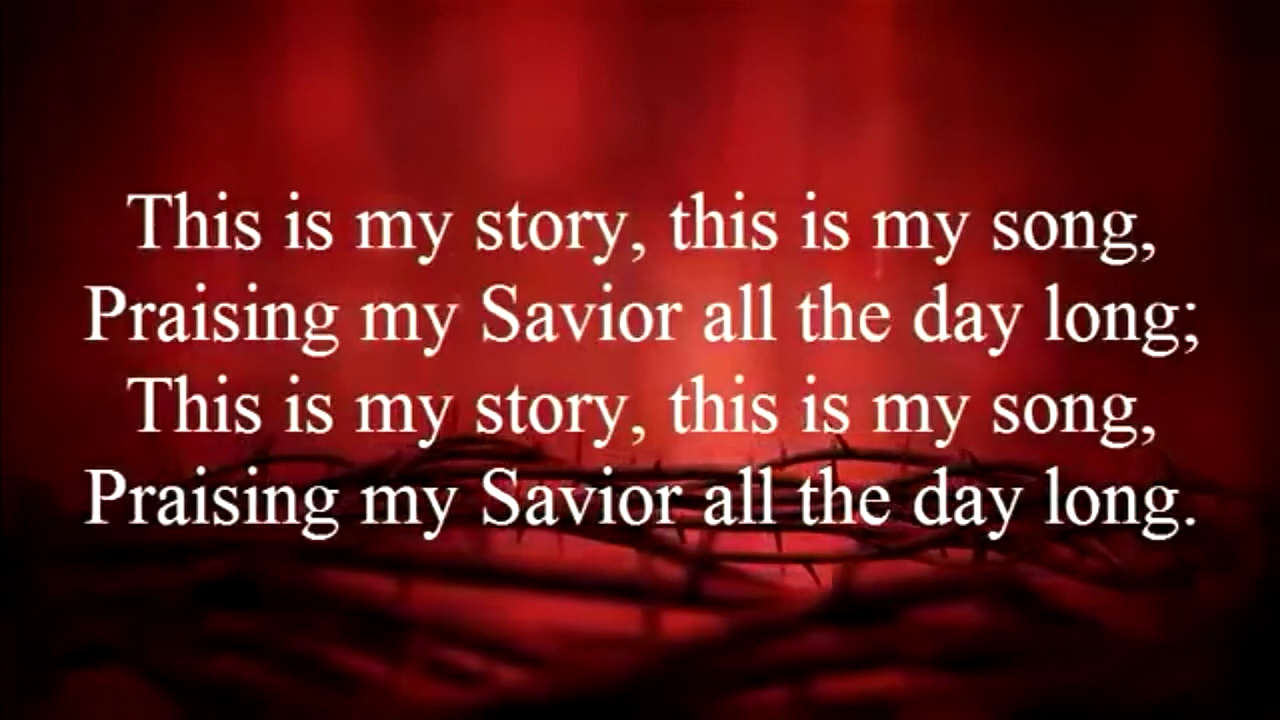 This is my story, this is my song,
Praising my Savior all the day long;
This is my story, this is my song,
Praising my Savior all the day long.